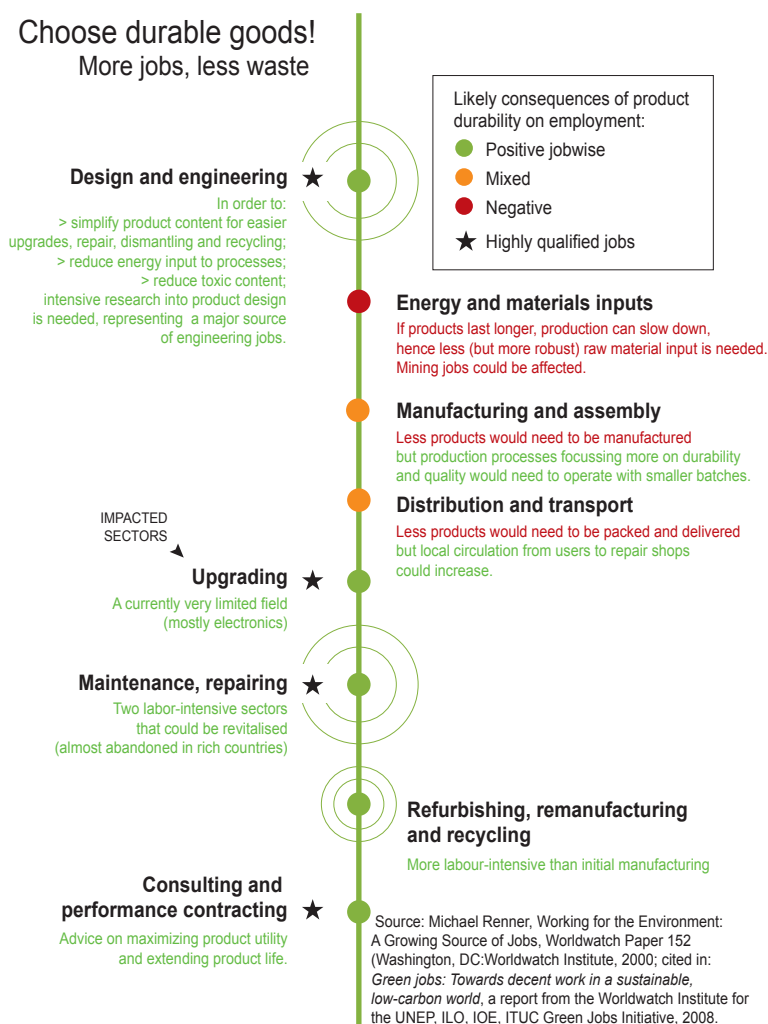 Choose durable goods!
More jobs, less waste
Likely consequences of product
durability on employment:
Positive jobwise
Mixed
Negative
★ Highly qualified jobs
Design and engineering ★
In order to:
> simplify product content for easier
upgrades, repair, dismantling and recycling;
> reduce energy input to processes;
> reduce toxic content;
intensive research into product design
is needed, representing a major source
of engineering jobs.
Energy and materials inputs
If products last longer, production can slow down,
hence less (but more robust) raw material input is needed.
Mining jobs could be affected.
Manufacturing and assembly
Less products would need to be manufactured
but production processes focussing more on durability
and quality would need to operate with smaller batches.
Distribution and transport
Less products would need to be packed and delivered
but local circulation from users to repair shops
could increase.
IMPACTED
SECTORS
Upgrading ★
A currently very limited field
(mostly electronics)
Maintenance, repairing ★
Two labor-intensive sectors
that could be revitalised
(almost abandoned in rich countries)
Refurbishing, remanufacturing
and recycling
More labour-intensive than initial manufacturing
Consulting and
performance contracting ★
Advice on maximizing product utility
and extending product life.
Source: Michael Renner, Working for the Environment:
A Growing Source of Jobs, Worldwatch Paper 152
(Washington, DC:Worldwatch Institute, 2000; cited in:
Green jobs: Towards decent work in a sustainable,
low-carbon world, a report from the Worldwatch Institute for
the UNEP, ILO, IOE, ITUC Green Jobs Initiative, 2008.